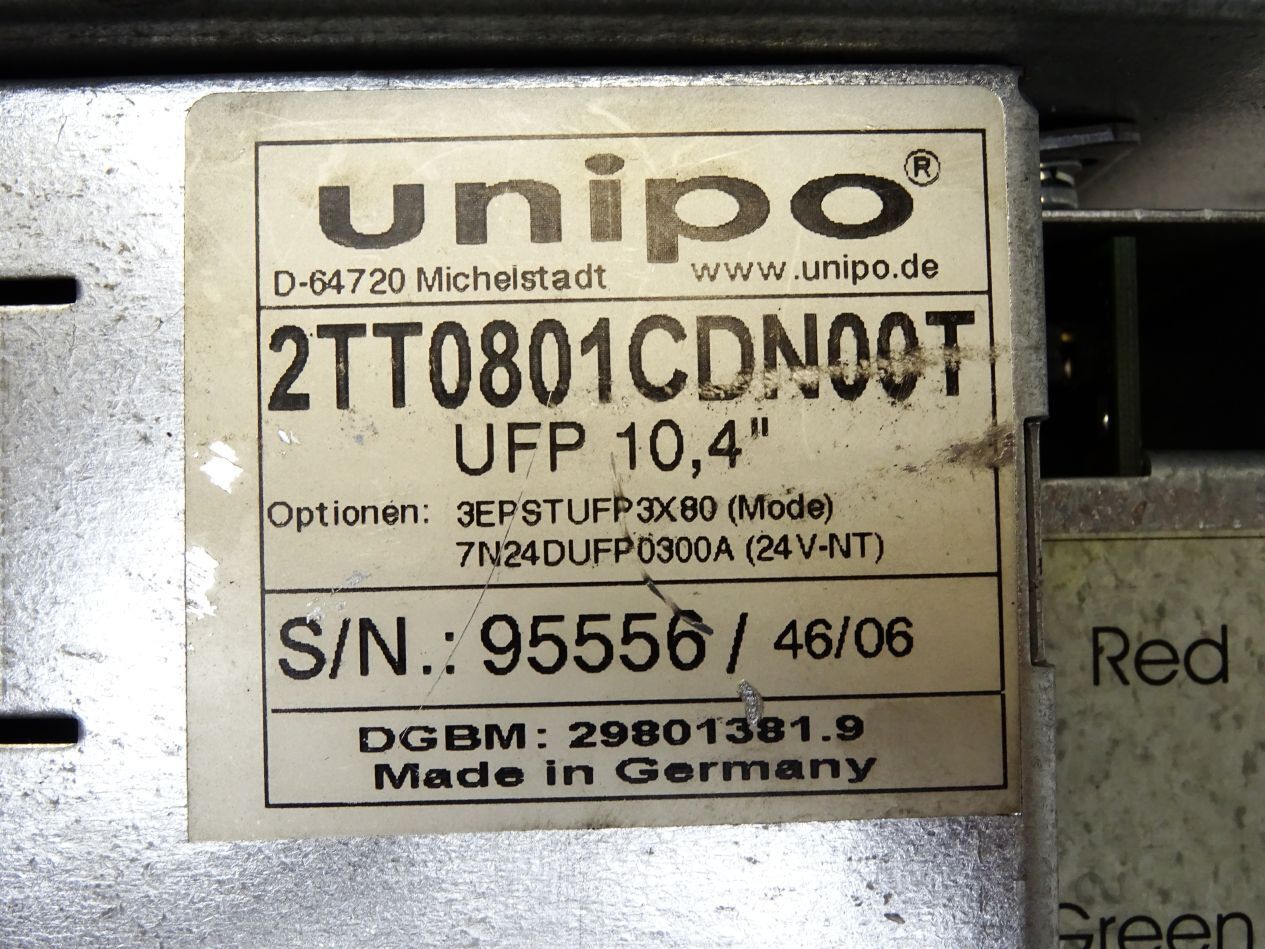 unipo®
D-64720 Michelstadt www.unipo.de
2TT0801CDN00T
UFP 10,4"
Optionen: 3EPSTUFP3X80 (Mode)
7N24DUFP0300A (24V-NT)
S/N.: 95556 / 46/06
DGBM: 29801381.9
Made in Germany
Red
Green